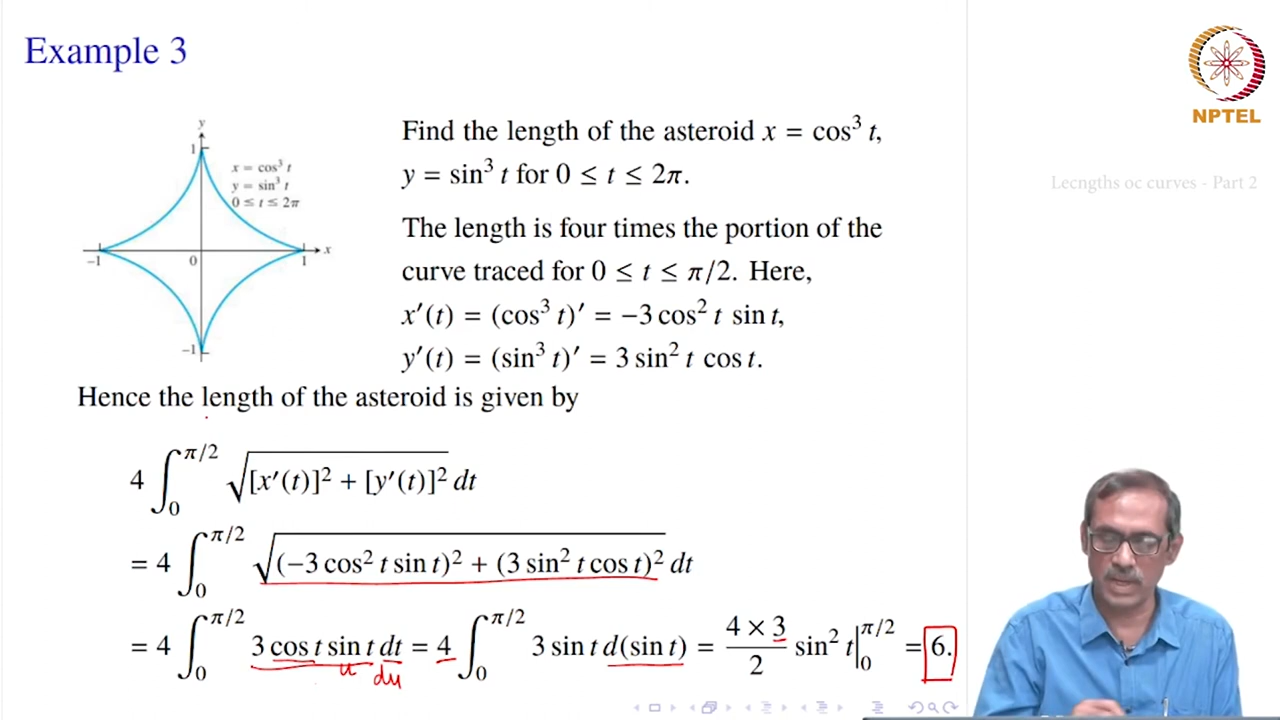 Example 3
NPTEL
Lecngths oc curves - Part 2
y
1
x = cos³ t
y = sin³ t
0 ≤ t ≤ 2π
-1
0
1
x
-1
Find the length of the asteroid x = cos³ t,
y = sin³ t for 0 ≤ t ≤ 2π.
The length is four times the portion of the
curve traced for 0 ≤ t ≤ π/2. Here,
x′(t) = (cos³ t)′ = −3 cos² t sin t,
y′(t) = (sin³ t)′ = 3 sin² t cos t.
Hence the length of the asteroid is given by
4 ∫₀^{π/2} √([x′(t)]² + [y′(t)]²) dt
= 4 ∫₀^{π/2} √((−3 cos² t sin t)² + (3 sin² t cos t)²) dt
= 4 ∫₀^{π/2} 3 cos t sin t dt = 4 ∫₀^{π/2} 3 sin t d(sin t) = (4 × 3)/2 sin² t|₀^{π/2} = 6.
u du